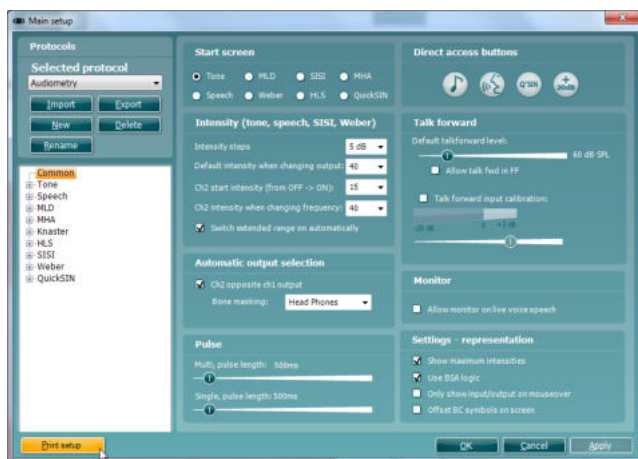 Main setup
Protocols
Selected protocol
Audiometry
Import
Export
New
Delete
Rename
Common
Tone
Speech
MLD
MHA
Knaster
HLS
SISI
Weber
QuickSIN
Print setup
Start screen
Tone
MLD
SISI
MHA
Speech
Weber
HLS
QuickSIN
Intensity (tone, speech, SISI, Weber)
Intensity steps
5 dB
Default intensity when changing output:
40
Ch2 start intensity (from OFF -> ON):
15
Ch2 intensity when changing frequency:
40
Switch extended range on automatically
Automatic output selection
Ch2 opposite ch1 output
Bone masking:
Head Phones
Pulse
Multi, pulse length: 500ms
Single, pulse length: 500ms
Direct access buttons
Q'SIN
+
20dB
Talk forward
Default talkforward level:
60 dB SPL
Allow talk fwd in FF
Talk forward input calibration:
-20 dB
0
+3 dB
Monitor
Allow monitor on live voice speech
Settings - representation
Show maximum intensities
Use BSA logic
Only show input/output on mouseover
Offset BC symbols on screen
OK
Cancel
Apply